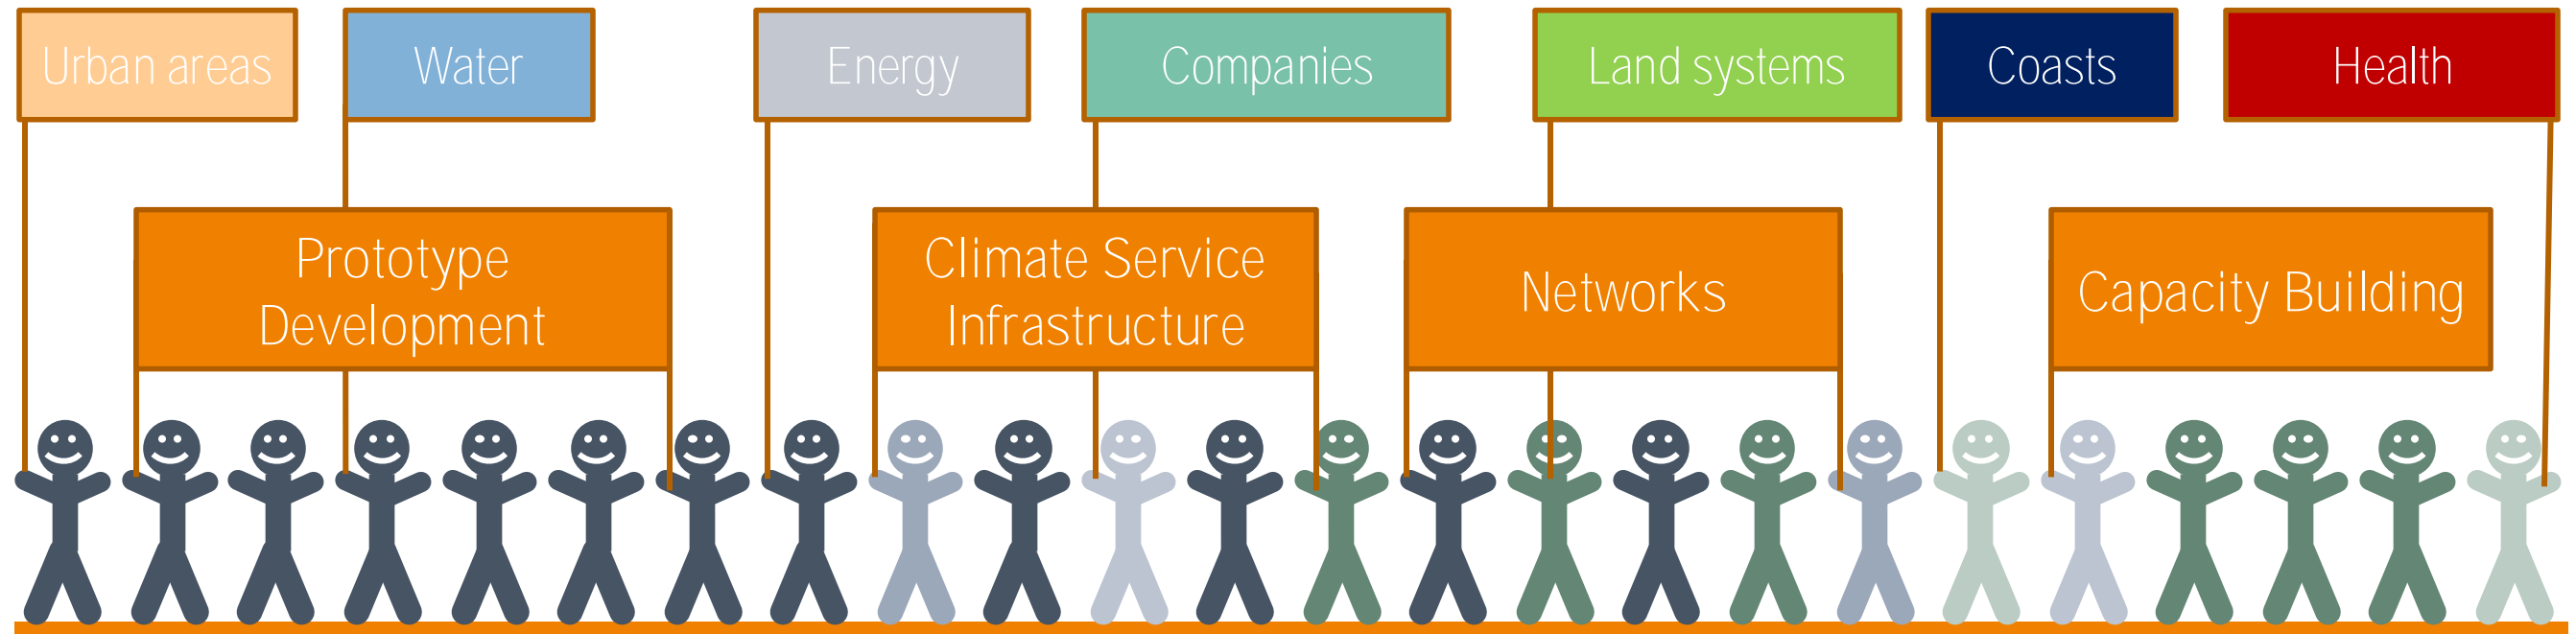 Urban areas
Water
Energy
Companies
Land systems
Coasts
Health
Prototype
Development
Climate Service
Infrastructure
Networks
Capacity Building